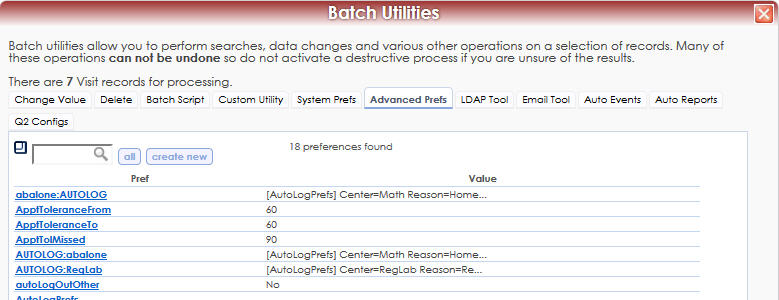 Batch Utilities
Batch utilities allow you to perform searches, data changes and various other operations on a selection of records. Many of
these operations can not be undone so do not activate a destructive process if you are unsure of the results.
There are 7 Visit records for processing.
Change Value Delete Batch Script Custom Utility System Prefs Advanced Prefs LDAP Tool Email Tool Auto Events Auto Reports
Q2 Configs
all create new 18 preferences found
Pref Value
abalone:AUTOLOG [AutoLogPrefs] Center=Math Reason=Home...
ApptToleranceFrom 60
ApptToleranceTo 60
ApptTolMissed 90
AUTOLOG:abalone [AutoLogPrefs] Center=Math Reason=Home...
AUTOLOG:RegLab [AutoLogPrefs] Center=RegLab Reason=Re...
autoLogOutOther No
AutoLogPrefs